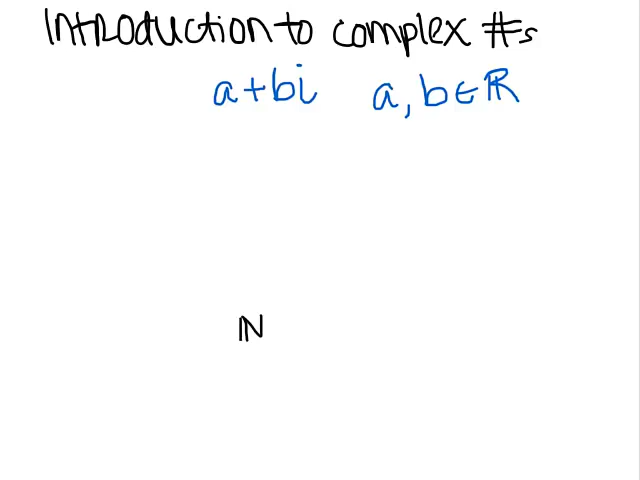 Introduction to complex #s
a+bi a, b∈ℝ
ℕ